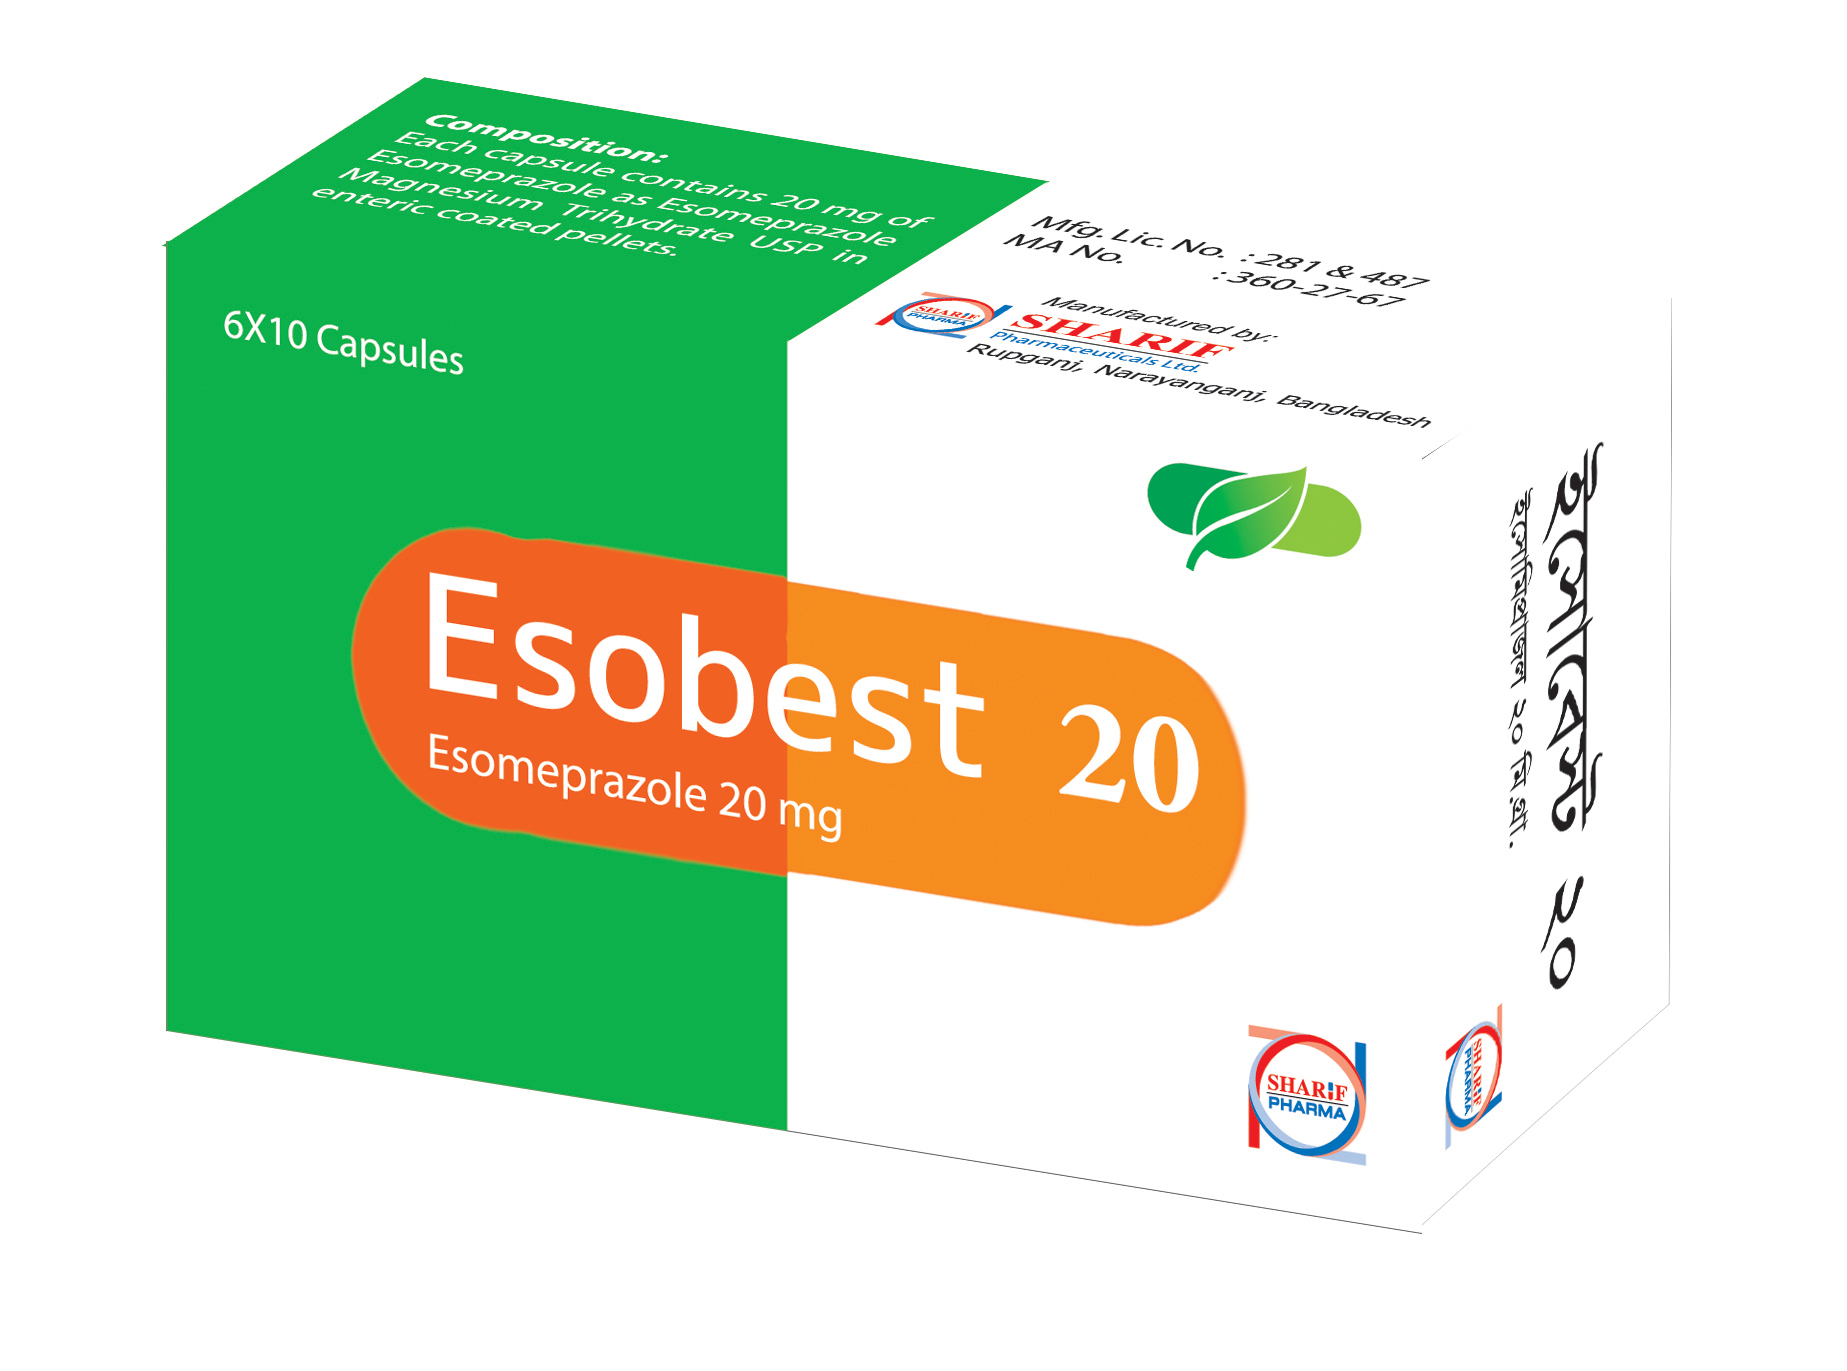 Composition:
Each capsule contains 20 mg of
Esomeprazole as Esomeprazole
Magnesium Trihydrate USP in
enteric coated pellets.
Mfg. Lic. No. : 281 & 487
MA No. : 360-27-67
Manufactured by:
SHARIF PHARMA
SHARIF
Pharmaceuticals Ltd.
Rupganj, Narayanganj, Bangladesh
6X10 Capsules
Esobest 20
Esomeprazole 20 mg
SHARIF
PHARMA
ইসোবেস্ট ২০
ইসোমিপ্রাজল ২০ মি.গ্রা.
SHARIF
PHARMA